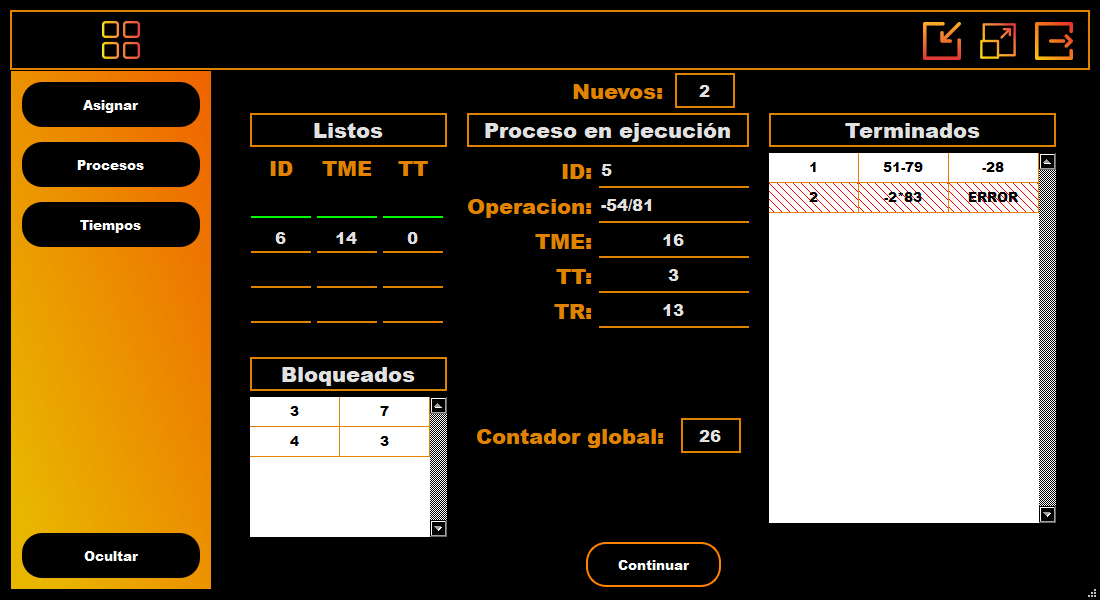 Nuevos: 2
Asignar
Procesos
Tiempos
Ocultar
Listos
ID TME TT
6 14 0
Bloqueados
3 7
4 3
Proceso en ejecución
ID: 5
Operacion: -54/81
TME: 16
TT: 3
TR: 13
Contador global: 26
Continuar
Terminados
1 51-79 -28
2 -2*83 ERROR